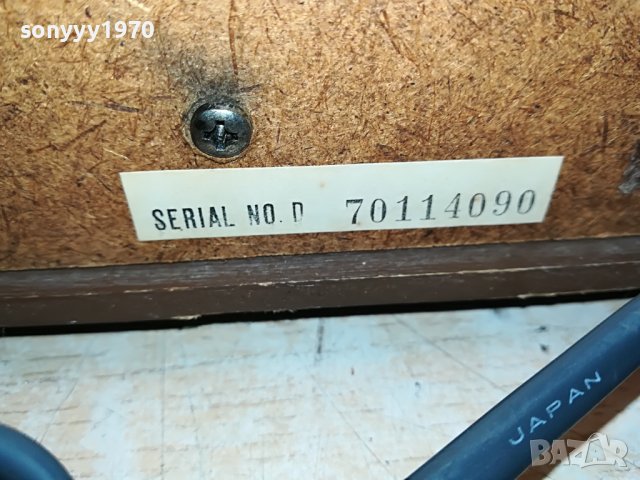 sonyyy1970
SERIAL NO. D 70114090
JAPAN
BAZAR